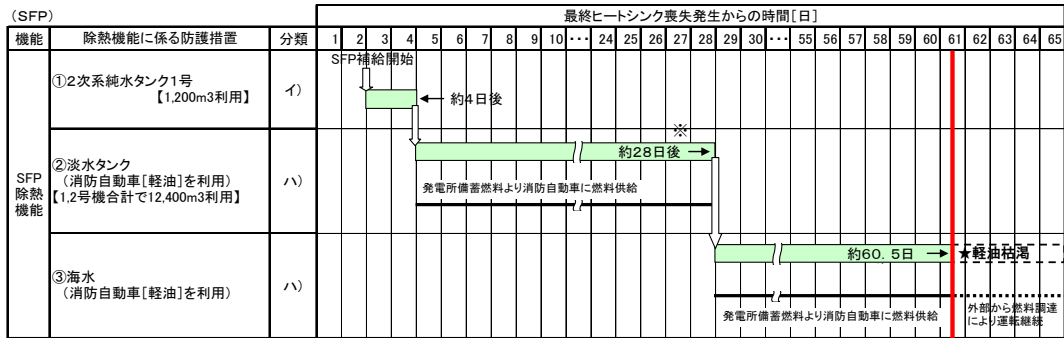 (SFP)
最終ヒートシンク喪失発生からの時間[日]
機能 除熱機能に係る防護措置 分類 1 2 3 4 5 6 7 8 9 10 ・・・ 24 25 26 27 28 29 30 ・・・ 55 56 57 58 59 60 61 62 63 64 65
SFP補給開始
①2次系純水タンク1号
【1,200m3利用】
イ)
約4日後
※
約28日後
SFP
除熱
機能
②淡水タンク
(消防自動車[軽油]を利用)
【1,2号機合計で12,400m3利用】
ハ)
発電所備蓄燃料より消防自動車に燃料供給
約60.5日
★軽油枯渇
③海水
(消防自動車[軽油]を利用)
ハ)
発電所備蓄燃料より消防自動車に燃料供給
外部から燃料調達
により運転継続